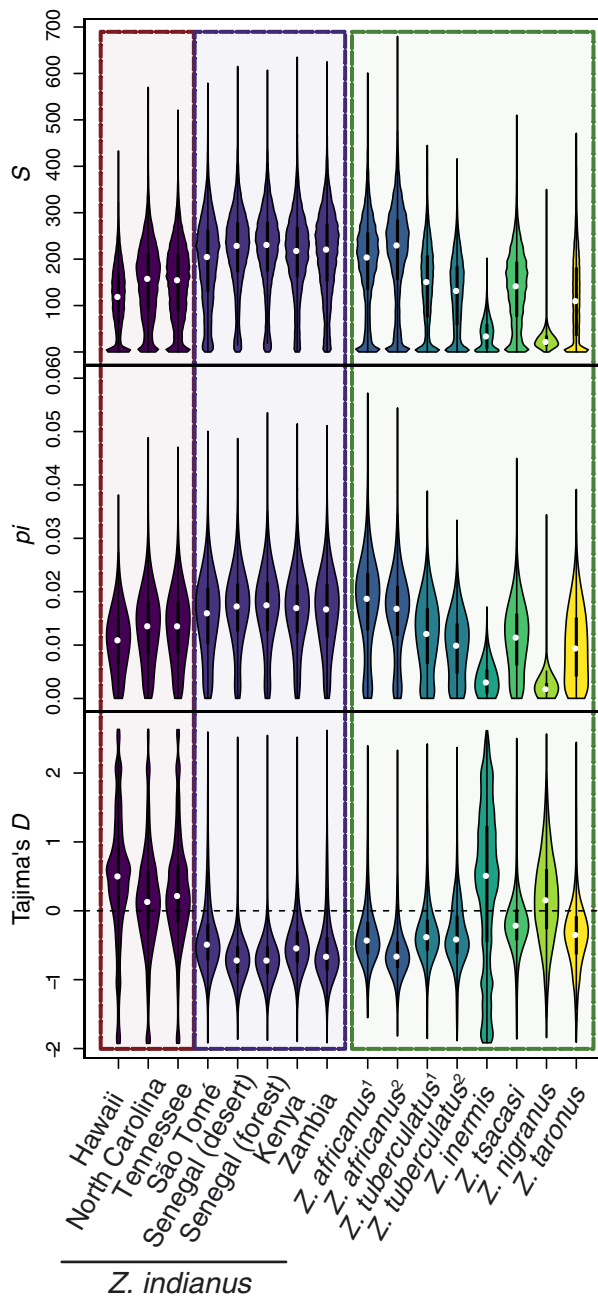 S
700
600
500
400
300
200
100
0
pi
0.060
0.05
0.04
0.03
0.02
0.01
0.00
Tajima's D
2
1
0
-1
-2
Hawaii
North Carolina
Tennessee
São Tomé
Senegal (desert)
Senegal (forest)
Kenya
Zambia
Z. africanus¹
Z. africanus²
Z. tuberculatus¹
Z. tuberculatus²
Z. inermis
Z. tsacasi
Z. nigranus
Z. taronus
Z. indianus